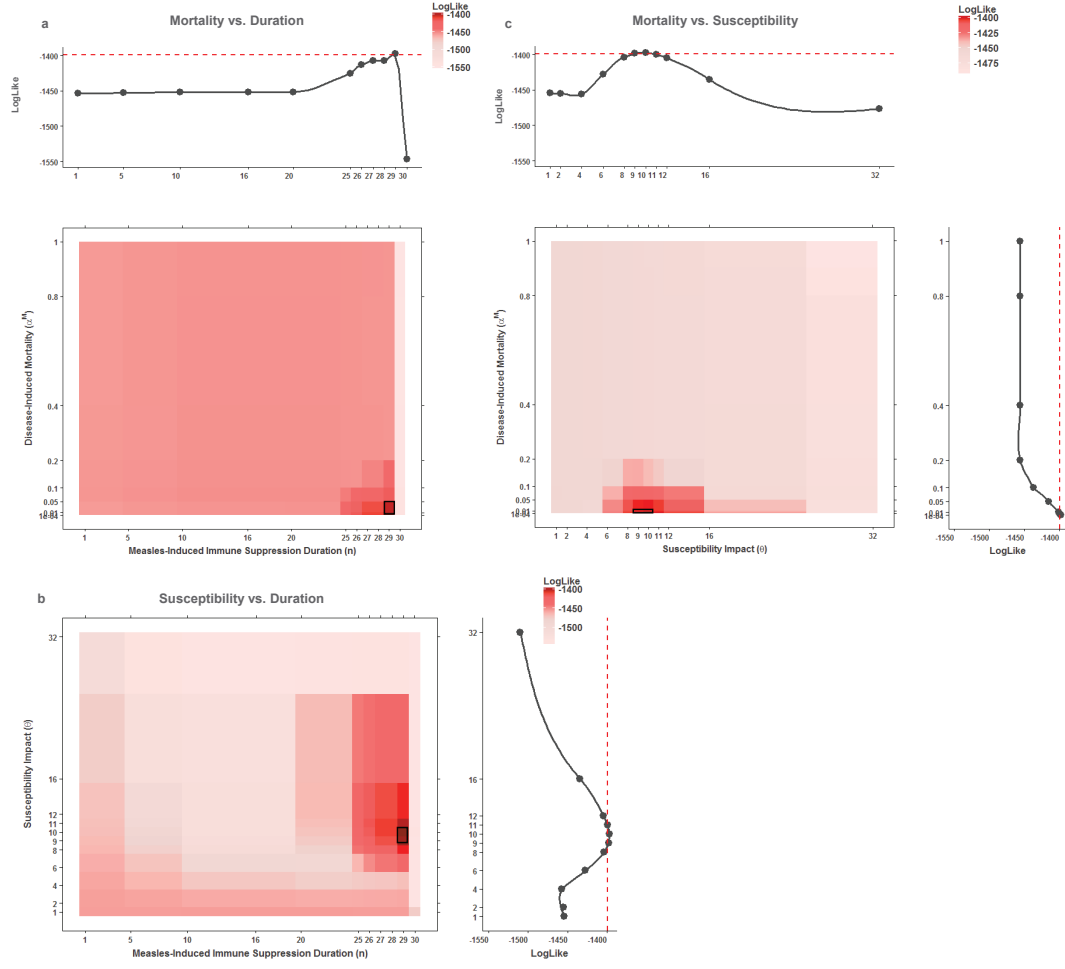 a
Mortality vs. Duration
LogLike
-1400
-1450
-1500
-1550
LogLike
-1400
-1450
-1500
-1550
1 5 10 16 20 25 26 27 28 29 30
Disease-Induced Mortality (αᴹ)
1
0.8
0.4
0.2
0.1
0.05
0.01
1e-04
1 5 10 16 20 25 26 27 28 29 30
Measles-Induced Immune Suppression Duration (n)
c
Mortality vs. Susceptibility
LogLike
-1400
-1425
-1450
-1475
LogLike
-1400
-1450
-1500
-1550
1 2 4 6 8 9 10 11 12 16 32
Disease-Induced Mortality (αᴹ)
1
0.8
0.4
0.2
0.1
0.05
0.01
1e-04
1 2 4 6 8 9 10 11 12 16 32
Susceptibility Impact (θ)
1
0.8
0.4
0.2
0.1
0.05
0.01
1e-04
-1550 -1500 -1450 -1400
LogLike
b
Susceptibility vs. Duration
Susceptibility Impact (θ)
32
16
12
11
10
9
8
6
4
2
1
1 5 10 16 20 25 26 27 28 29 30
Measles-Induced Immune Suppression Duration (n)
LogLike
-1400
-1450
-1500
32
16
12
11
10
9
8
6
4
2
1
-1550 -1500 -1450 -1400
LogLike